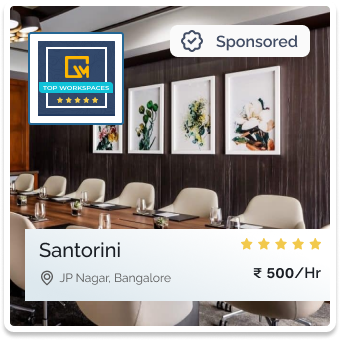 Sponsored
TOP WORKSPACES
Santorini
JP Nagar, Bangalore
₹ 500/Hr